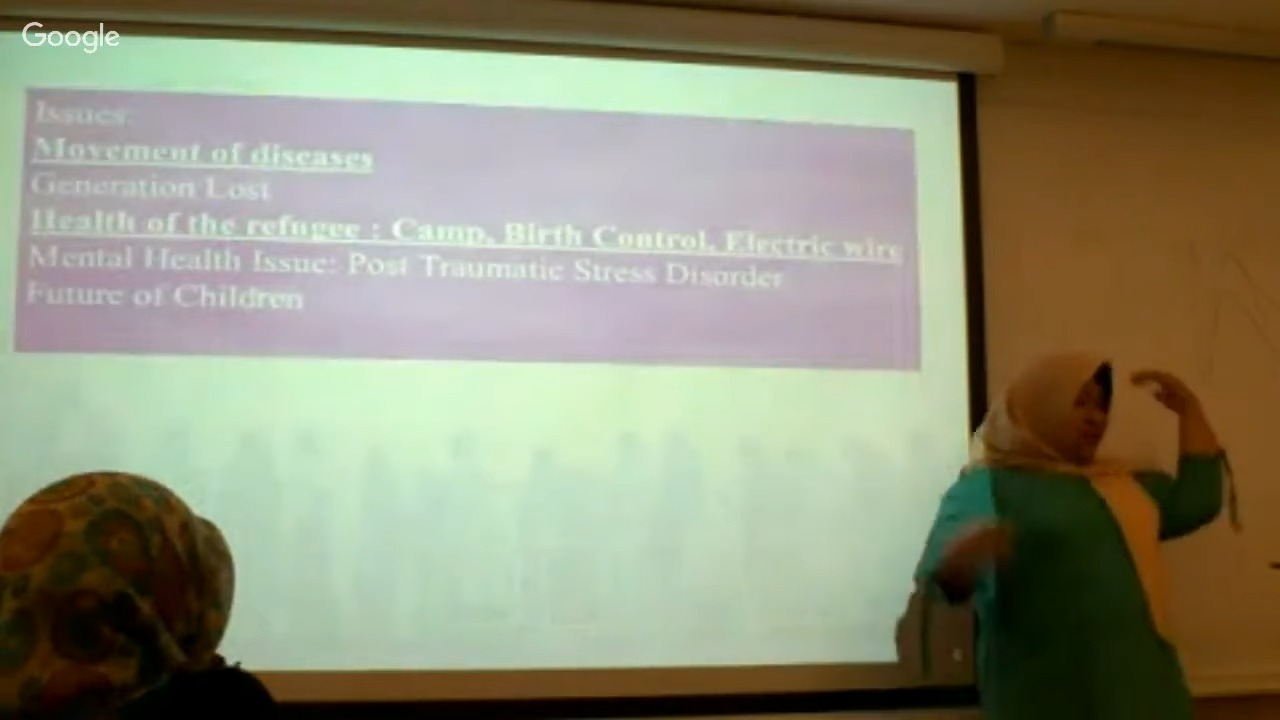 Google
Issues:
Movement of diseases
Generation Lost
Health of the refugee : Camp, Birth Control, Electric wire
Mental Health Issue: Post Traumatic Stress Disorder
Future of Children